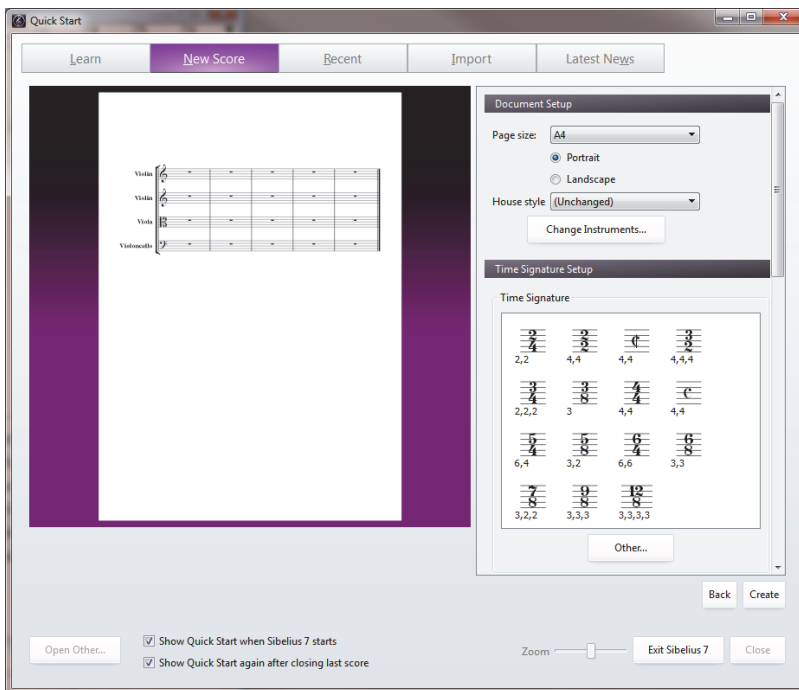 Quick Start
Learn New Score Recent Import Latest News
Document Setup
Page size: A4
Portrait
Landscape
House style (Unchanged)
Change Instruments...
Violin
Violin
Viola
Violoncello
Time Signature Setup
Time Signature
2 2 3
4 2 2
2,2 4,4 4,4 4,4,4
3 3 4
4 8 4
2,2,2 3 4,4 4,4
5 5 6 6
4 8 4 8
6,4 3,2 6,6 3,3
7 9 12
8 8 8
3,2,2 3,3,3 3,3,3,3
Other...
Back Create
Open Other...
Show Quick Start when Sibelius 7 starts
Show Quick Start again after closing last score
Zoom
Exit Sibelius 7 Close